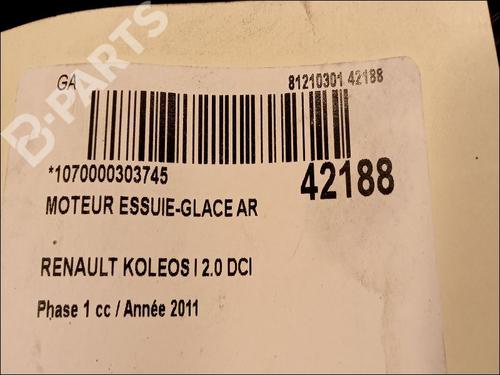 GA
81210301 42188
B-PARTS
*1070000303745
42188
MOTEUR ESSUIE-GLACE AR
RENAULT KOLEOS I 2.0 DCI
Phase 1 cc / Année 2011